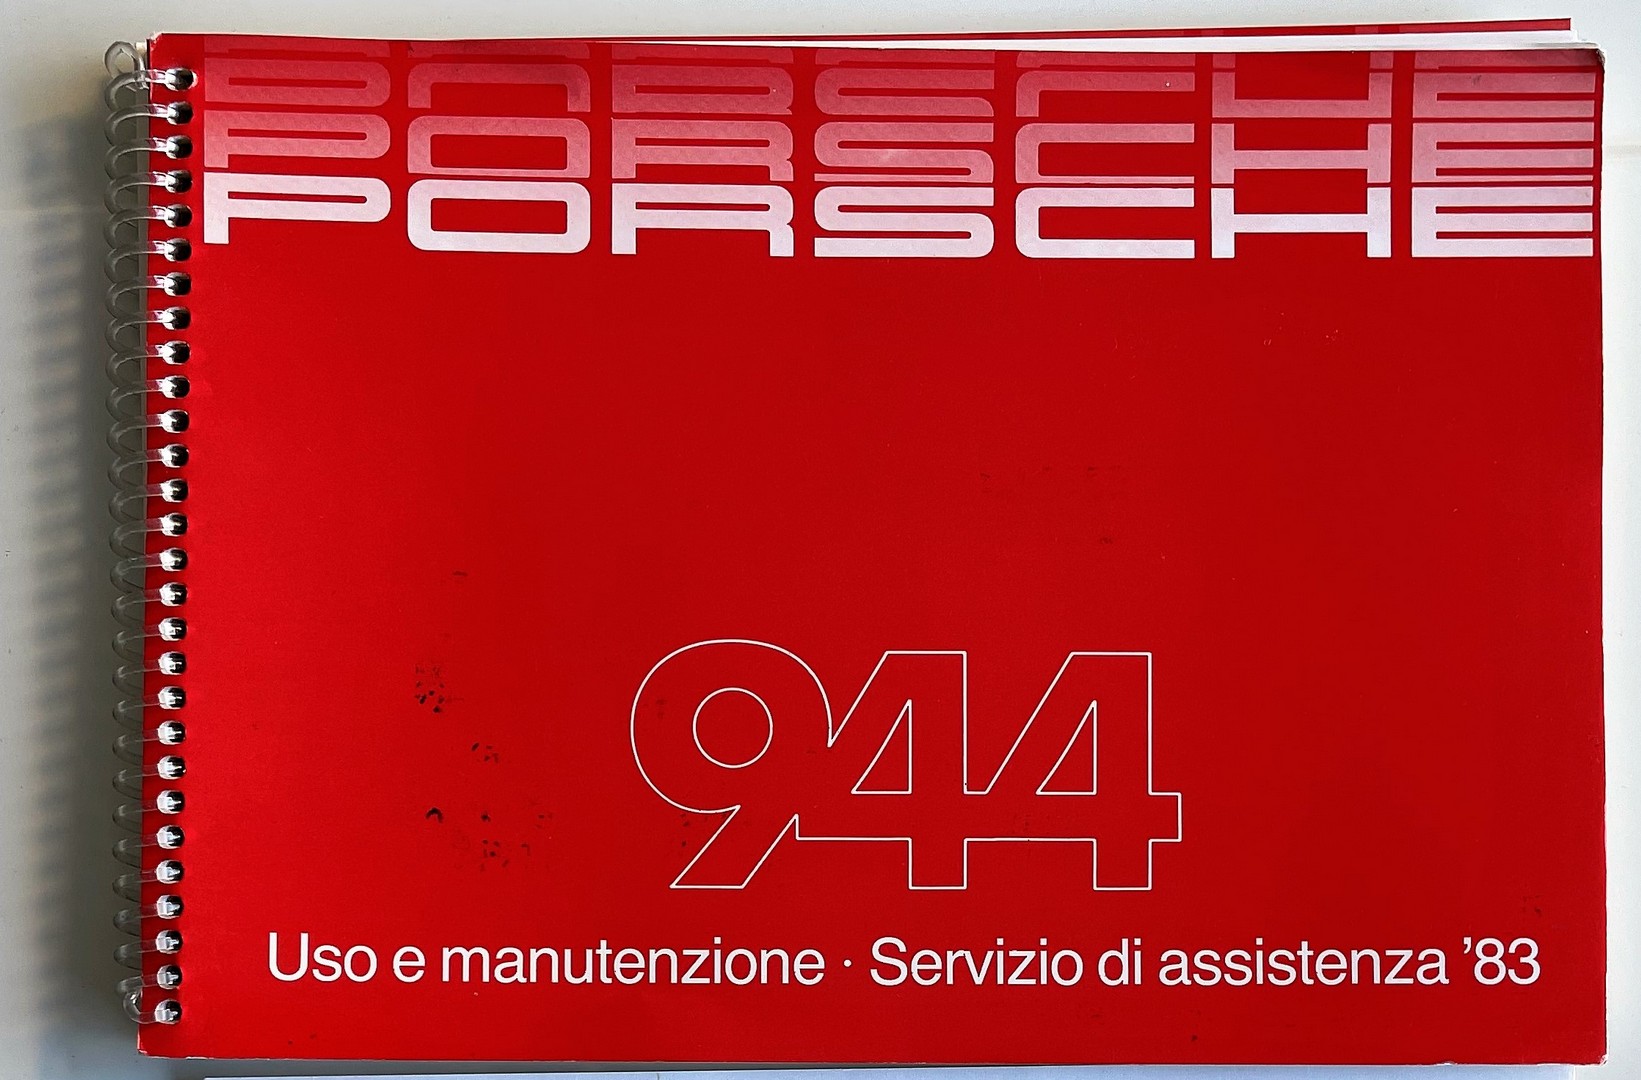 PORSCHE
PORSCHE
PORSCHE
944
Uso e manutenzione · Servizio di assistenza ’83